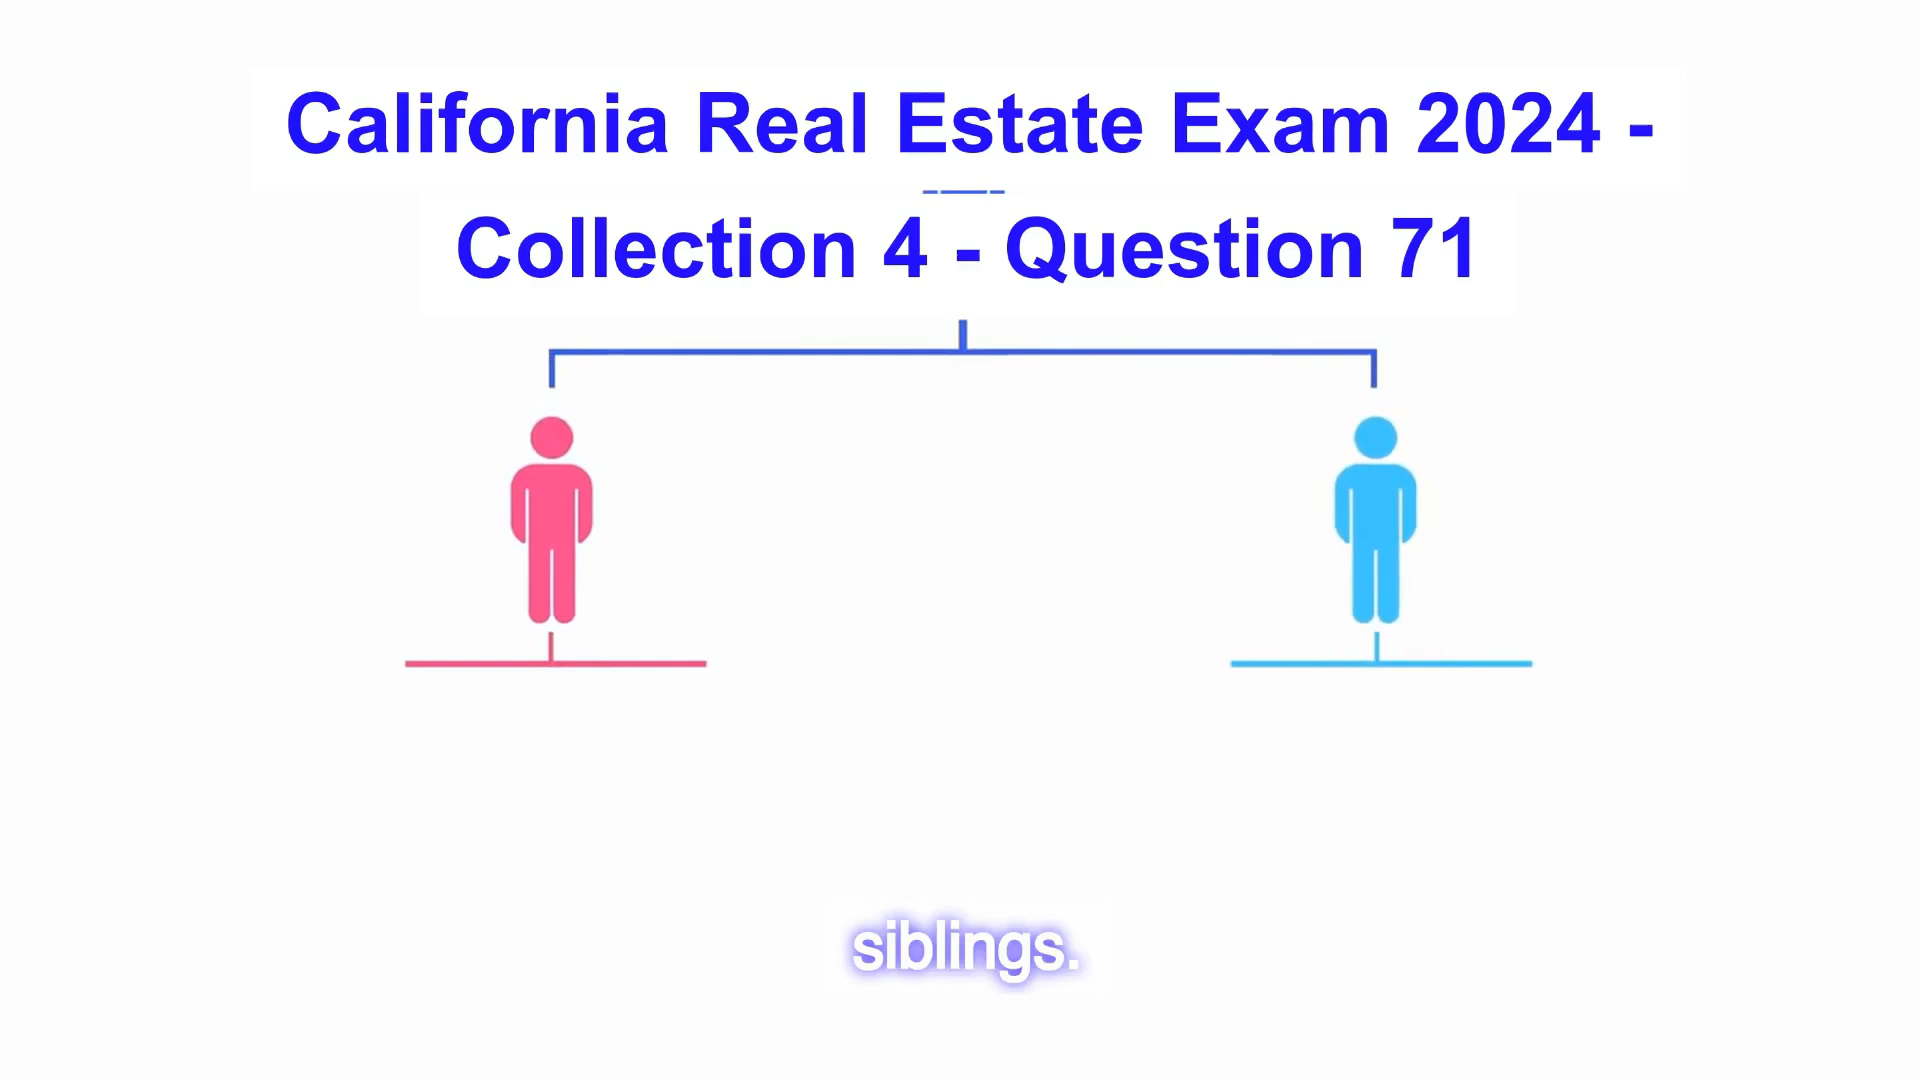 California Real Estate Exam 2024 -
Collection 4 - Question 71
siblings.